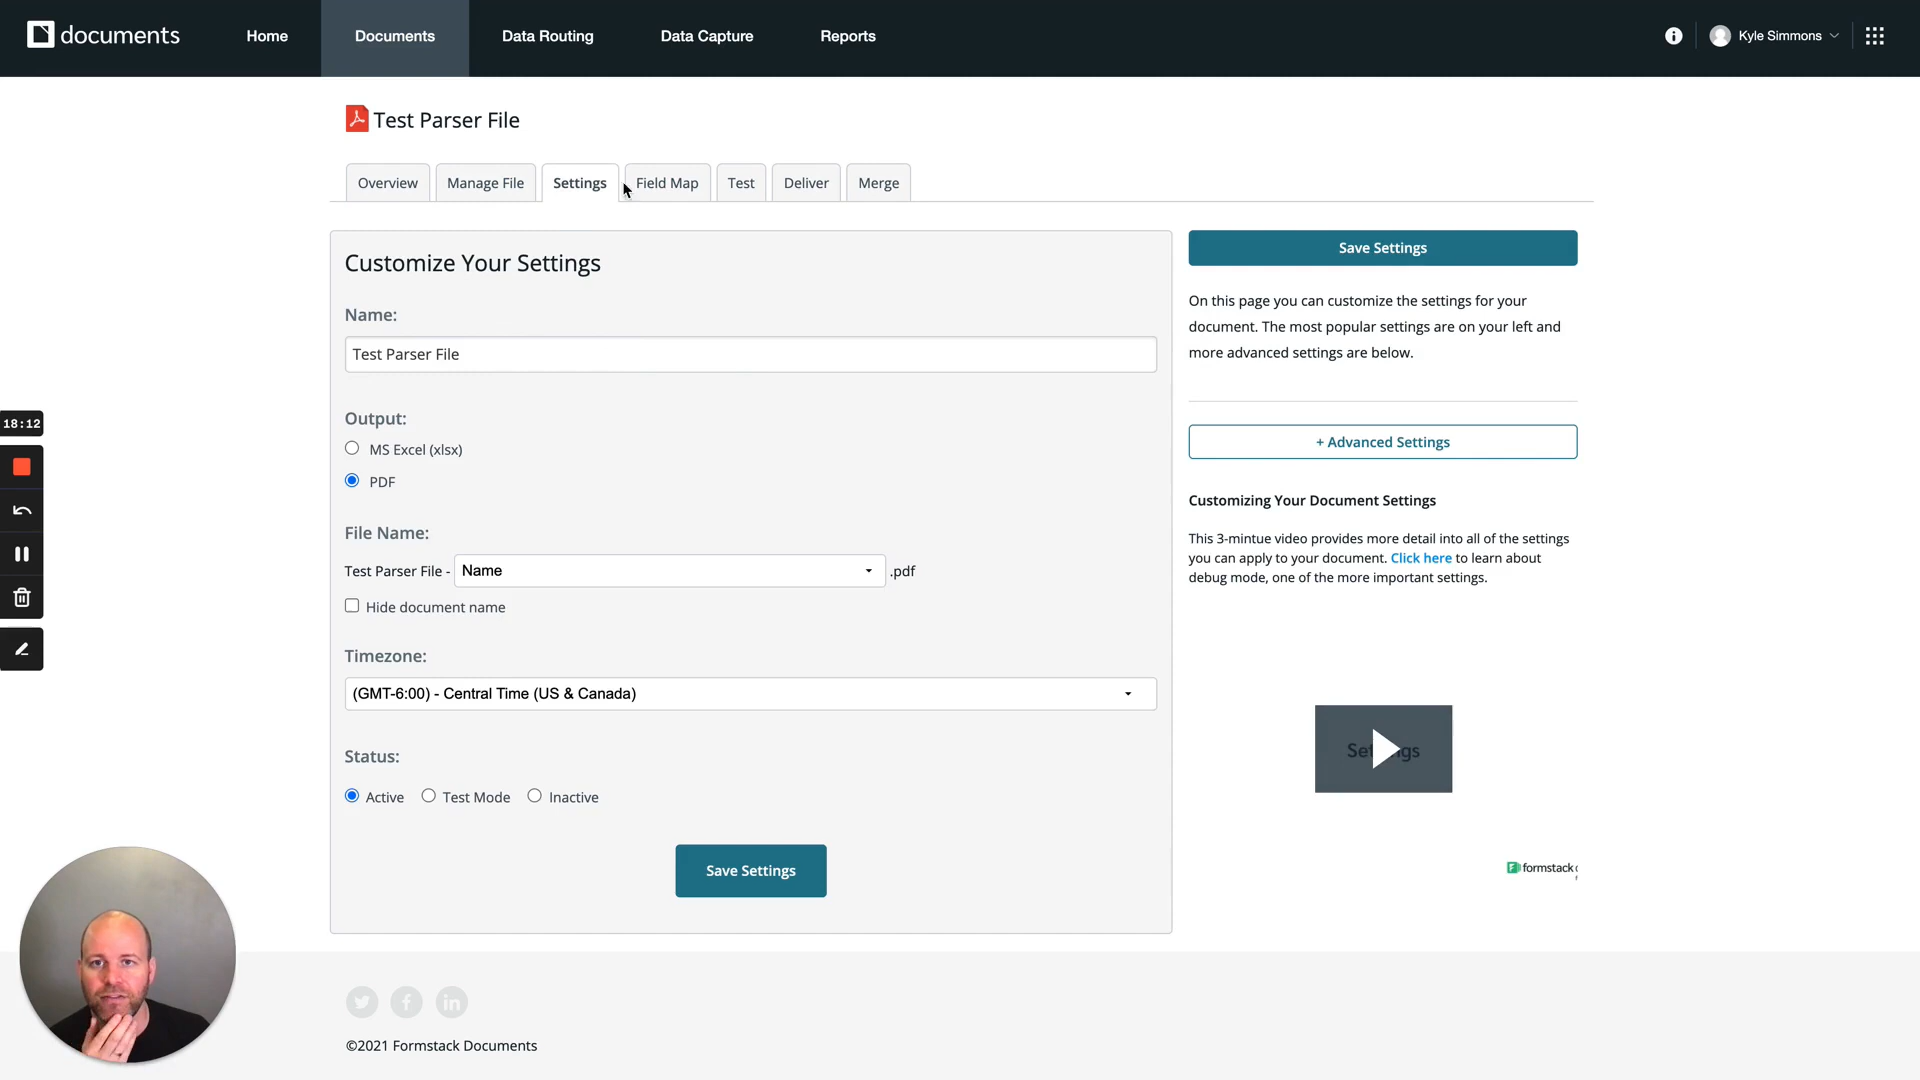 documents
Home
Documents
Data Routing
Data Capture
Reports
Kyle Simmons
Test Parser File
Overview
Manage File
Settings
Field Map
Test
Deliver
Merge
Customize Your Settings
Name:
Test Parser File
Output:
MS Excel (xlsx)
PDF
File Name:
Test Parser File - Name .pdf
Hide document name
Timezone:
(GMT-6:00) - Central Time (US & Canada)
Status:
Active
Test Mode
Inactive
Save Settings
Save Settings
On this page you can customize the settings for your
document. The most popular settings are on your left and
more advanced settings are below.
+ Advanced Settings
Customizing Your Document Settings
This 3-mintue video provides more detail into all of the settings
you can apply to your document. Click here to learn about
debug mode, one of the more important settings.
formstack
18:12
©2021 Formstack Documents